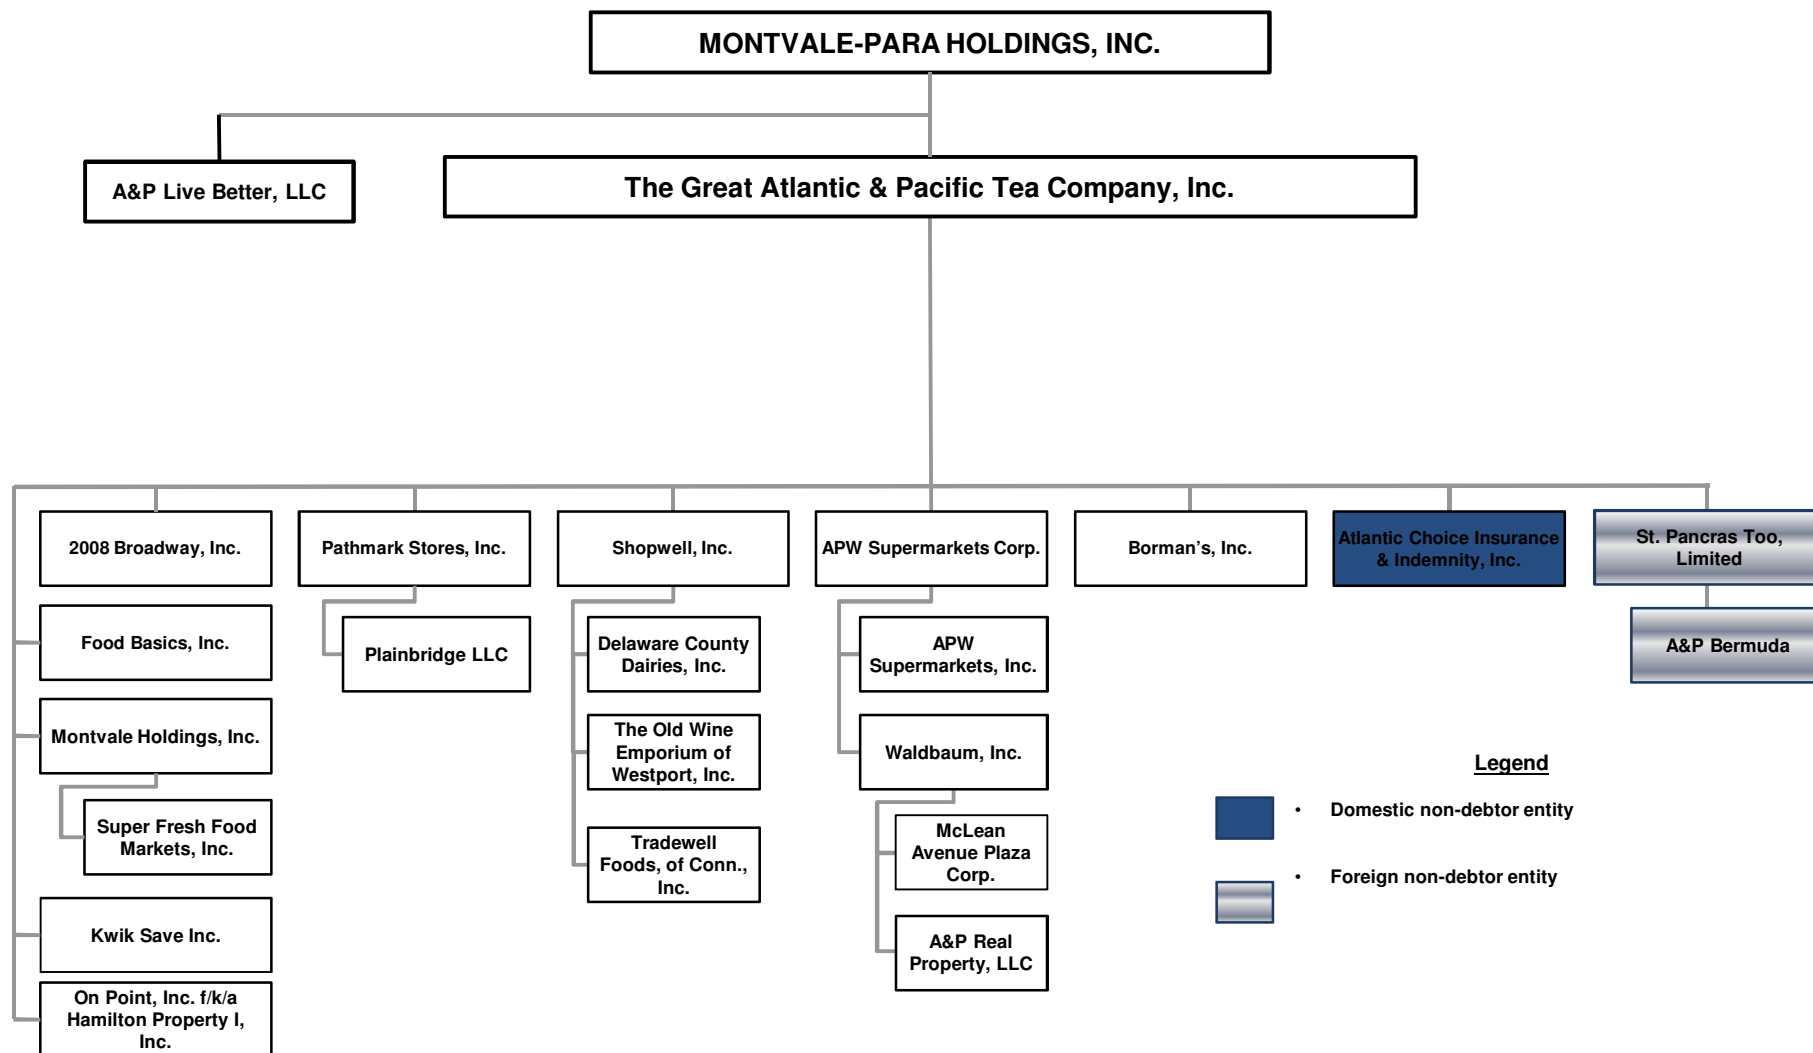 MONTVALE-PARA HOLDINGS, INC.
A&P Live Better, LLC
The Great Atlantic & Pacific Tea Company, Inc.
2008 Broadway, Inc.
Pathmark Stores, Inc.
Shopwell, Inc.
APW Supermarkets Corp.
Borman's, Inc.
Atlantic Choice Insurance
& Indemnity, Inc.
St. Pancras Too,
Limited
Food Basics, Inc.
Plainbridge LLC
Delaware County
Dairies, Inc.
APW
Supermarkets, Inc.
A&P Bermuda
Montvale Holdings, Inc.
The Old Wine
Emporium of
Westport, Inc.
Waldbaum, Inc.
Super Fresh Food
Markets, Inc.
Tradewell
Foods, of Conn.,
Inc.
McLean
Avenue Plaza
Corp.
Kwik Save Inc.
A&P Real
Property, LLC
On Point, Inc. f/k/a
Hamilton Property I,
Inc.
Legend
• Domestic non-debtor entity
• Foreign non-debtor entity